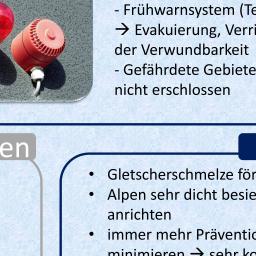 - Frühwarnsystem (Te
→ Evakuierung, Verri
der Verwundbarkeit
- Gefährdete Gebiete
nicht erschlossen
en
• Gletscherschmelze för
• Alpen sehr dicht besie
anrichten
• immer mehr Präventio
minimieren → sehr ko